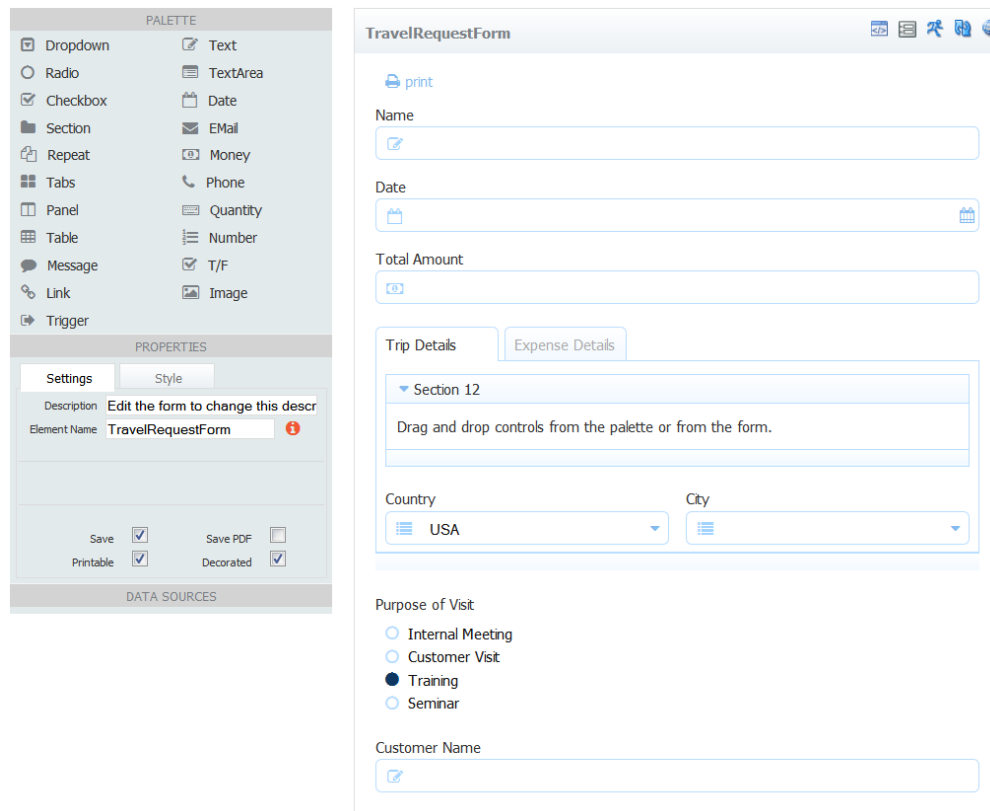 PALETTE
Dropdown Text
Radio TextArea
Checkbox Date
Section EMail
Repeat Money
Tabs Phone
Panel Quantity
Table Number
Message T/F
Link Image
Trigger
PROPERTIES
Settings Style
Description Edit the form to change this descr
Element Name TravelRequestForm
Save Save PDF
Printable Decorated
DATA SOURCES
TravelRequestForm
print
Name
Date
Total Amount
Trip Details Expense Details
Section 12
Drag and drop controls from the palette or from the form.
Country City
USA
Purpose of Visit
Internal Meeting
Customer Visit
Training
Seminar
Customer Name